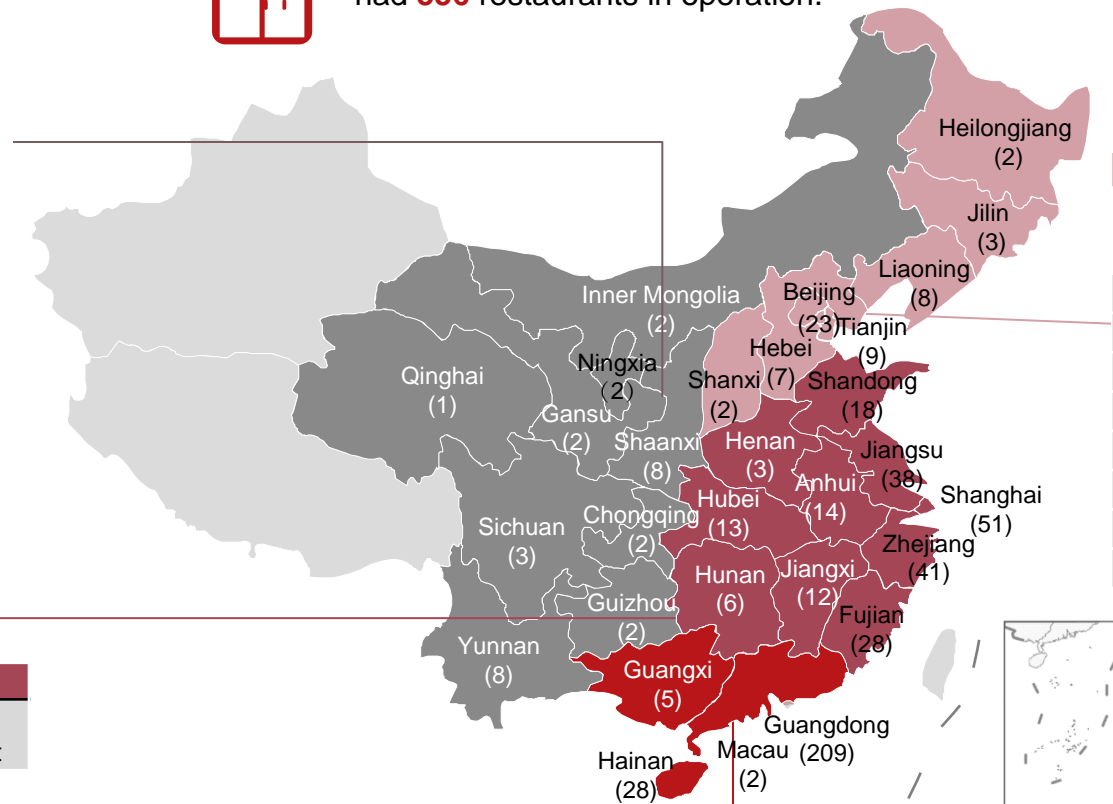 restaurants in operation.
Heilongjiang
(2)
Jilin
(3)
Liaoning
(8)
Inner Mongolia
(2)
Beijing
(23)
Tianjin
(9)
Hebei
(7)
Shanxi
(2)
Ningxia
(2)
Qinghai
(1)
Gansu
(2)
Shaanxi
(8)
Shandong
(18)
Henan
(3)
Jiangsu
(38)
Anhui
(14)
Shanghai
(51)
Hubei
(13)
Chongqing
(2)
Sichuan
(3)
Zhejiang
(41)
Hunan
(6)
Jiangxi
(12)
Guizhou
(2)
Fujian
(28)
Yunnan
(8)
Guangxi
(5)
Guangdong
(209)
Macau
(2)
Hainan
(28)